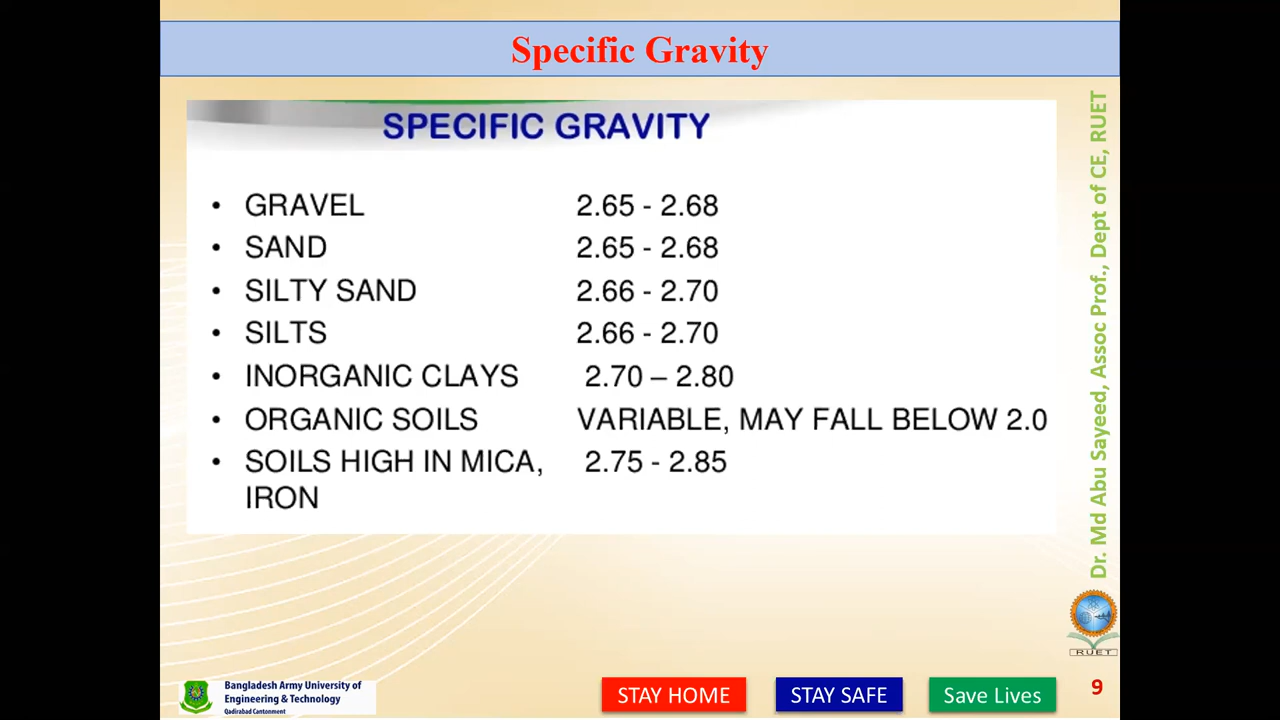 Specific Gravity
SPECIFIC GRAVITY
• GRAVEL 2.65 - 2.68
• SAND 2.65 - 2.68
• SILTY SAND 2.66 - 2.70
• SILTS 2.66 - 2.70
• INORGANIC CLAYS 2.70 – 2.80
• ORGANIC SOILS VARIABLE, MAY FALL BELOW 2.0
• SOILS HIGH IN MICA, 2.75 - 2.85
IRON
Dr. Md Abu Sayeed, Assoc Prof., Dept of CE, RUET
RUET
Bangladesh Army University of
Engineering & Technology
Qadirabad Cantonment
STAY HOME
STAY SAFE
Save Lives
9